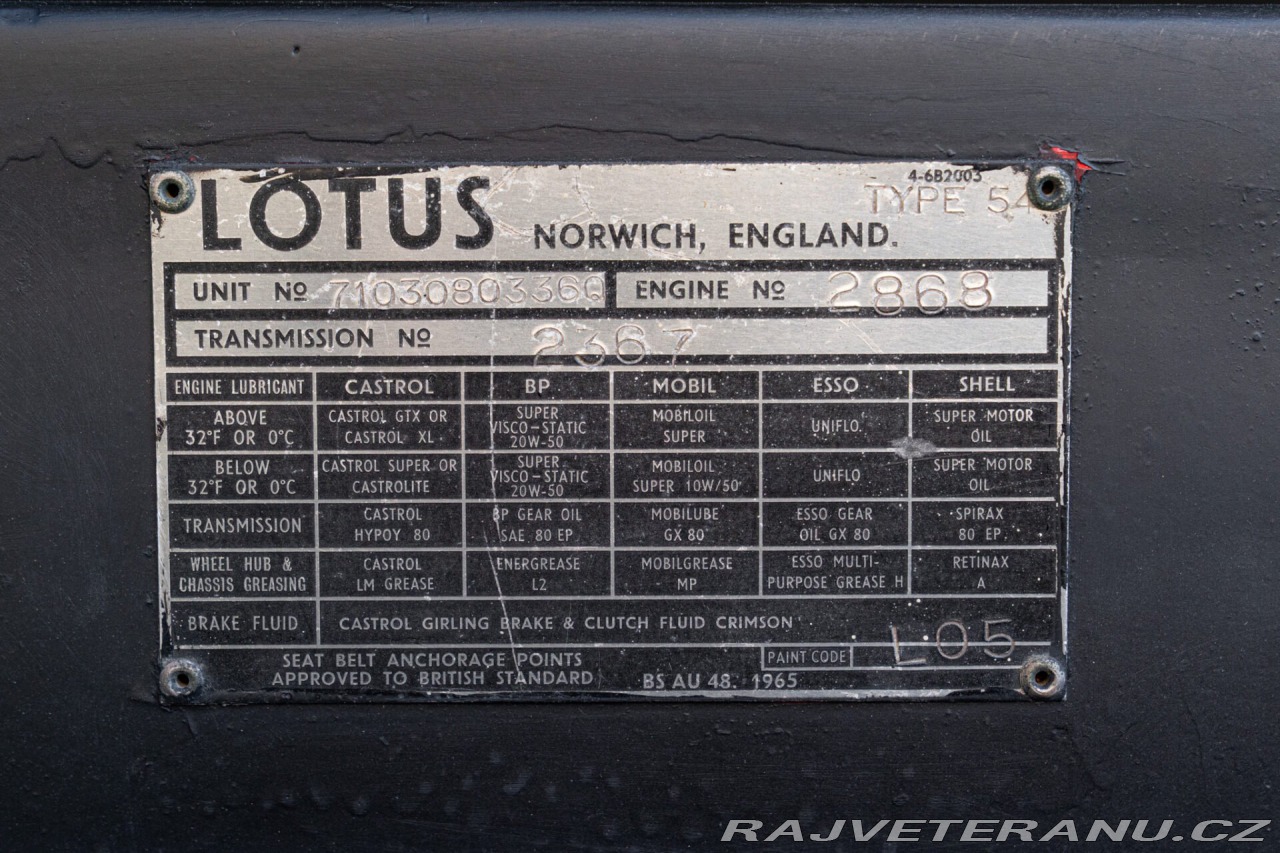 4-6B2003
TYPE 54
LOTUS NORWICH, ENGLAND.
UNIT Nº 7103080336Q ENGINE Nº 2868
TRANSMISSION Nº 2367
ENGINE LUBRICANT CASTROL BP MOBIL ESSO SHELL
ABOVE 32°F OR 0°C CASTROL GTX OR CASTROL XL SUPER VISCO-STATIC 20W-50 MOBILOIL SUPER UNIFLO. SUPER MOTOR OIL
BELOW 32°F OR 0°C CASTROL SUPER OR CASTROLITE SUPER VISCO-STATIC 20W-50 MOBILOIL SUPER 10W/50 UNIFLO SUPER MOTOR OIL
TRANSMISSION CASTROL HYPOY 80 BP GEAR OIL SAE 80 EP MOBILUBE GX 80 ESSO GEAR OIL GX 80 SPIRAX 80 EP
WHEEL HUB & CHASSIS GREASING CASTROL LM GREASE ENERGREASE L2 MOBILGREASE MP ESSO MULTI-PURPOSE GREASE H RETINAX A
BRAKE FLUID CASTROL GIRLING BRAKE & CLUTCH FLUID CRIMSON
SEAT BELT ANCHORAGE POINTS PAINT CODE L05
APPROVED TO BRITISH STANDARD BS AU 48. 1965
RAJVETERANU.CZ